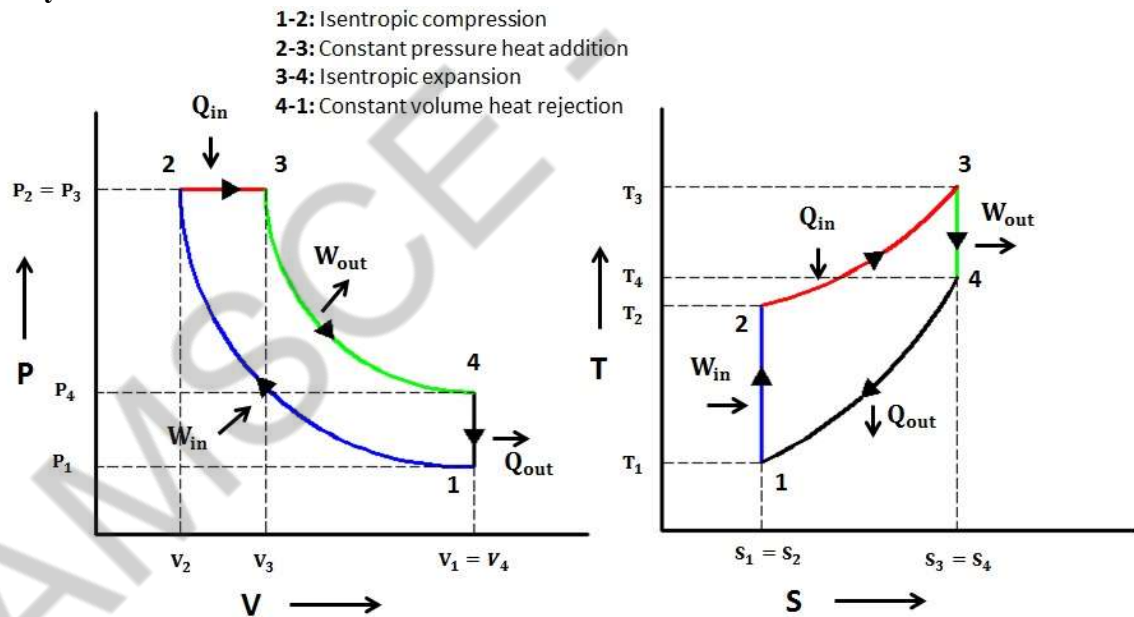 1-2: Isentropic compression
2-3: Constant pressure heat addition
3-4: Isentropic expansion
4-1: Constant volume heat rejection
Qin
2
3
P2 = P3
Wout
P
4
P4
Win
P1
1
Qout
V2
V3
V1 = V4
V
3
T3
Qin
Wout
T4
4
T2
2
T
Win
Qout
T1
1
S1 = S2
S3 = S4
S
AMSCE -